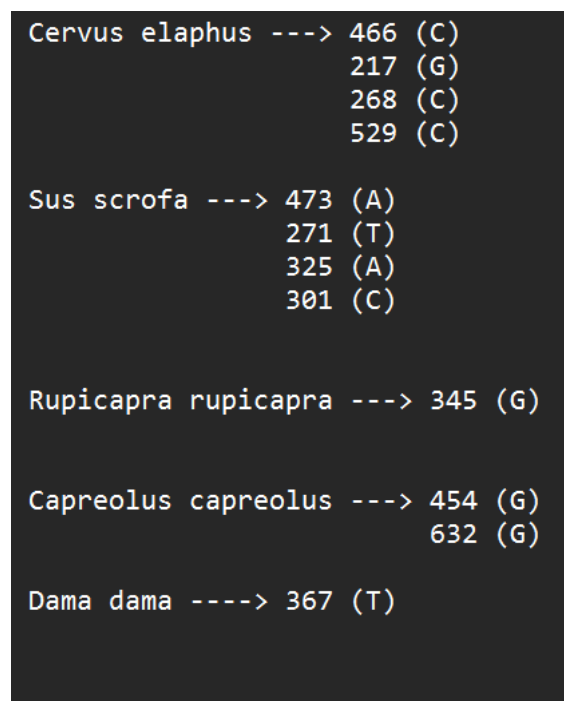 Cervus elaphus ---> 466 (C)
217 (G)
268 (C)
529 (C)
Sus scrofa ---> 473 (A)
271 (T)
325 (A)
301 (C)
Rupicapra rupicapra ---> 345 (G)
Capreolus capreolus ---> 454 (G)
632 (G)
Dama dama ----> 367 (T)